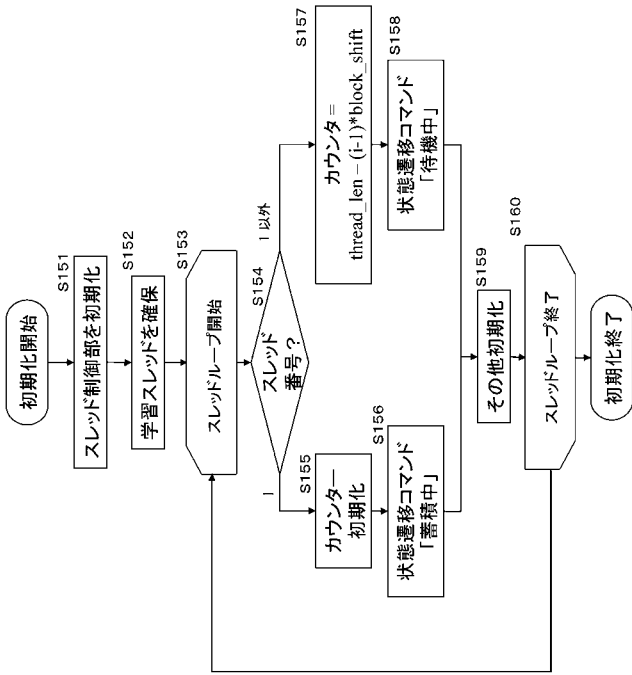 初期化開始
S151
スレッド制御部を初期化
S152
学習スレッドを確保
S153
スレッドループ開始
S154
スレッド
番号?
1
1 以外
S155
カウンター
初期化
S156
状態遷移コマンド
「蓄積中」
S157
カウンタ=
thread_len−(i-1)*block_shift
S158
状態遷移コマンド
「待機中」
S159
その他初期化
S160
スレッドループ終了
初期化終了